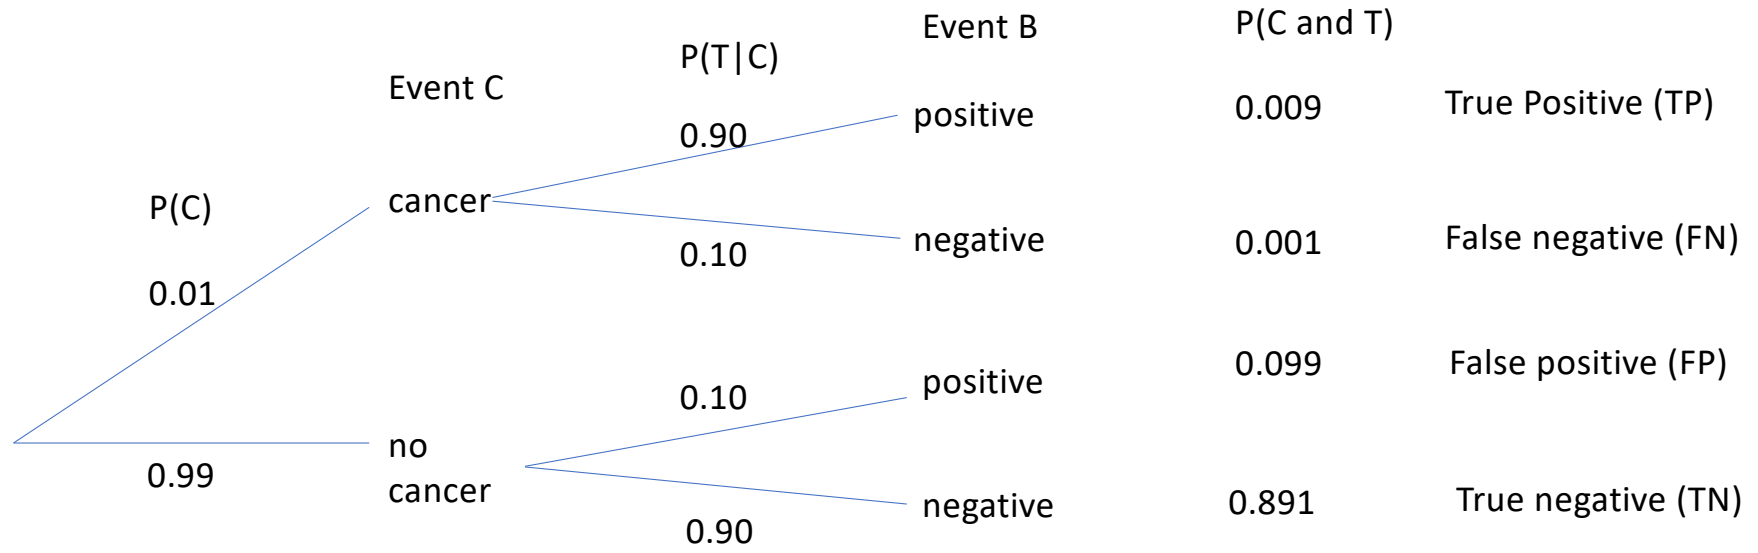 Event B
P(C and T)
P(T|C)
Event C
0.90
positive
0.009
True Positive (TP)
P(C)
cancer
0.01
0.10
negative
0.001
False negative (FN)
0.10
positive
0.099
False positive (FP)
no
cancer
0.99
0.90
negative
0.891
True negative (TN)